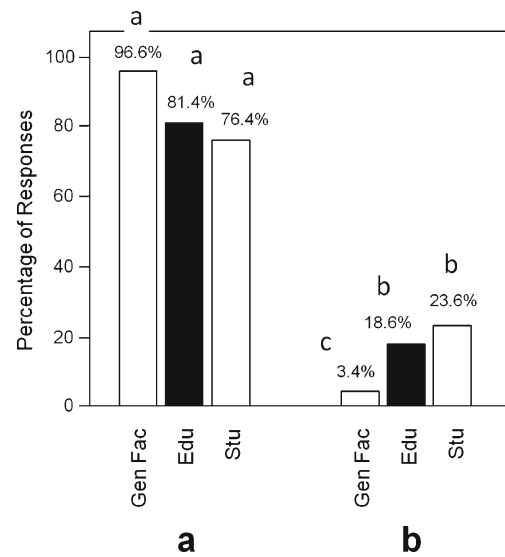 a
96.6%
a
81.4%
a
76.4%
c
3.4%
b
18.6%
b
23.6%
Percentage of Responses
100
80
60
40
20
0
Gen Fac
Edu
Stu
Gen Fac
Edu
Stu
a
b